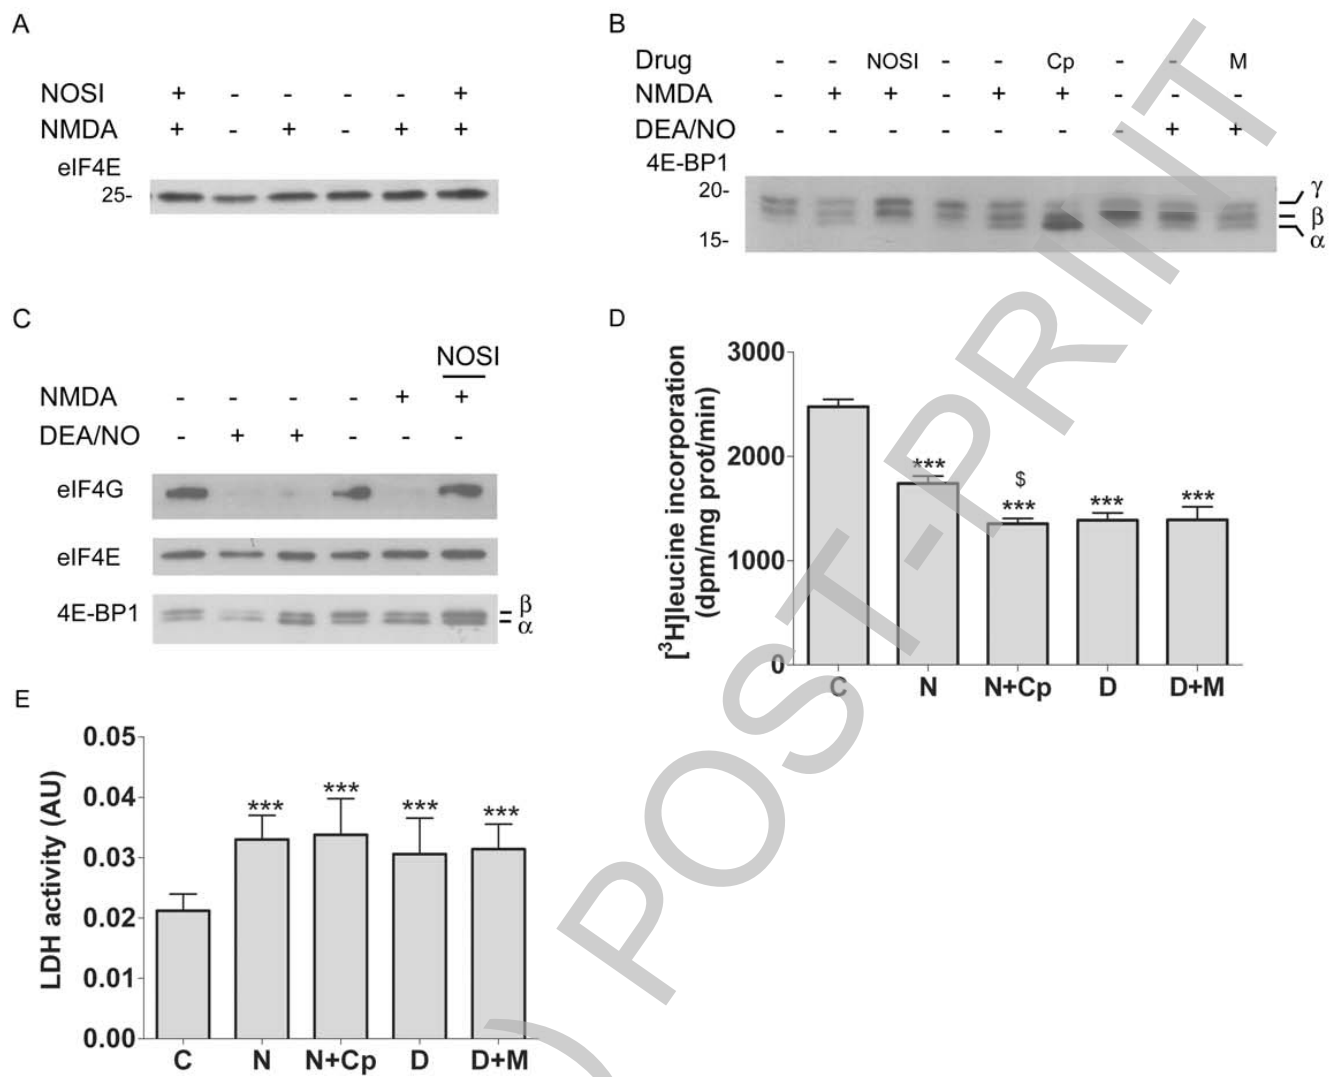 A
NOSI + - - - - +
NMDA + - + - + +
eIF4E
25-
B
Drug - - NOSI - - Cp - - M
NMDA - + + - + + - - -
DEA/NO - - - - - - - + +
4E-BP1
20-
15-
γ
β
α
C
NOSI
NMDA - - - - + +
DEA/NO - + + - - -
eIF4G
eIF4E
4E-BP1
β
α
D
[³H]leucine incorporation
(dpm/mg prot/min)
3000
2000
1000
0
***
$
***
***
***
C N N+Cp D D+M
E
LDH activity (AU)
0.05
0.04
0.03
0.02
0.01
0.00
*** *** *** ***
C N N+Cp D D+M
) POST-PRINT